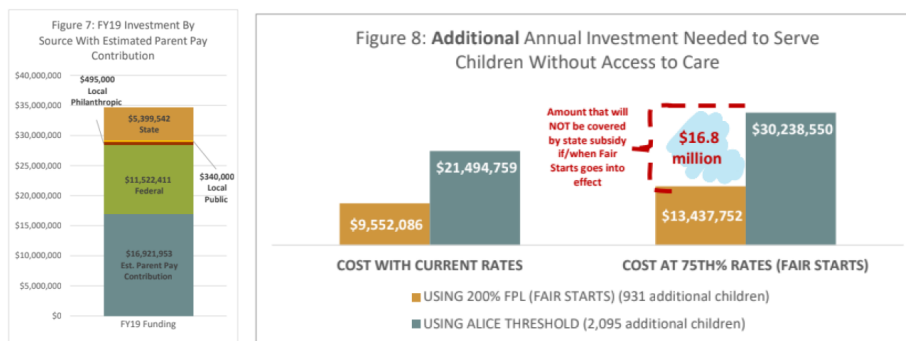 Figure 7: FY19 Investment By
Source With Estimated Parent Pay
Contribution
$40,000,000
$35,000,000
$30,000,000
$25,000,000
$20,000,000
$15,000,000
$10,000,000
$5,000,000
$0
$495,000
Local
Philanthropic
$5,399,542
State
$340,000
Local
Public
$11,522,411
Federal
$16,921,953
Est. Parent Pay
Contribution
FY19 Funding
Figure 8: Additional Annual Investment Needed to Serve
Children Without Access to Care
Amount that will
NOT be covered
by state subsidy
if/when Fair
Starts goes into
effect
$16.8
million
$9,552,086
$21,494,759
$13,437,752
$30,238,550
COST WITH CURRENT RATES
COST AT 75TH% RATES (FAIR STARTS)
USING 200% FPL (FAIR STARTS) (931 additional children)
USING ALICE THRESHOLD (2,095 additional children)